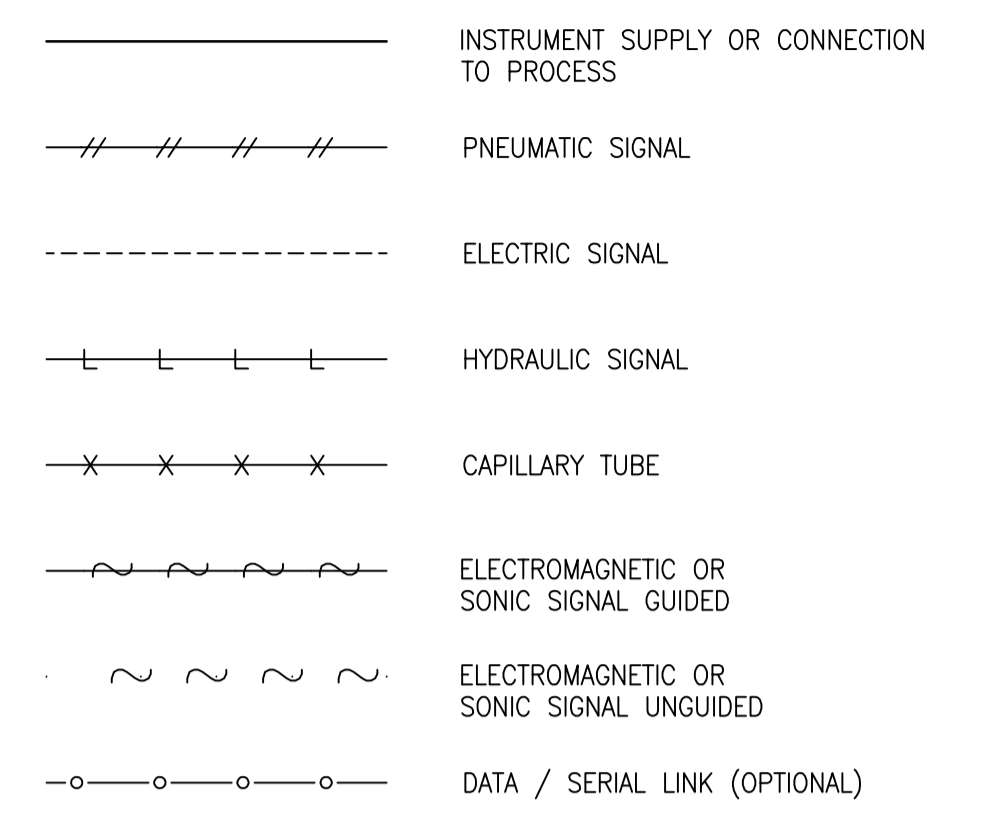 INSTRUMENT SUPPLY OR CONNECTION
TO PROCESS
PNEUMATIC SIGNAL
ELECTRIC SIGNAL
HYDRAULIC SIGNAL
CAPILLARY TUBE
ELECTROMAGNETIC OR
SONIC SIGNAL GUIDED
ELECTROMAGNETIC OR
SONIC SIGNAL UNGUIDED
DATA / SERIAL LINK (OPTIONAL)